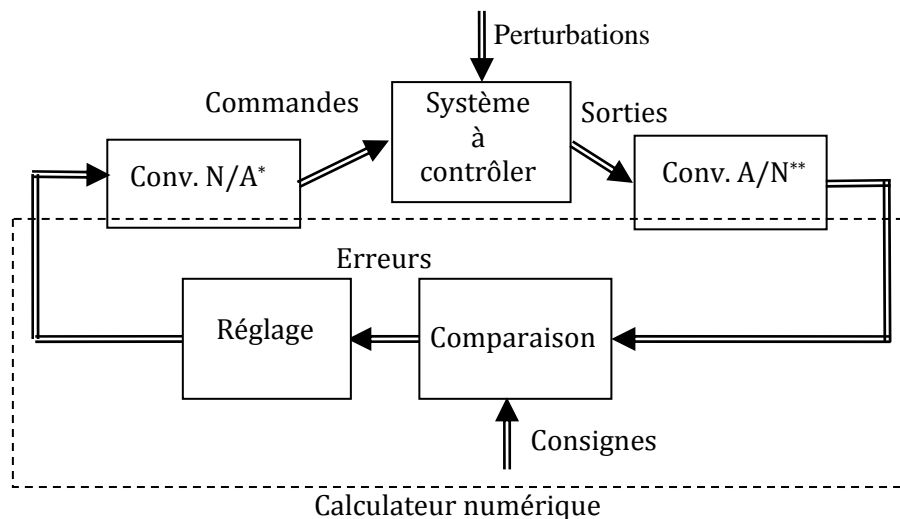 Perturbations
Commandes
Système
à
contrôler
Sorties
Conv. N/A*
Conv. A/N**
Erreurs
Réglage
Comparaison
Consignes
Calculateur numérique